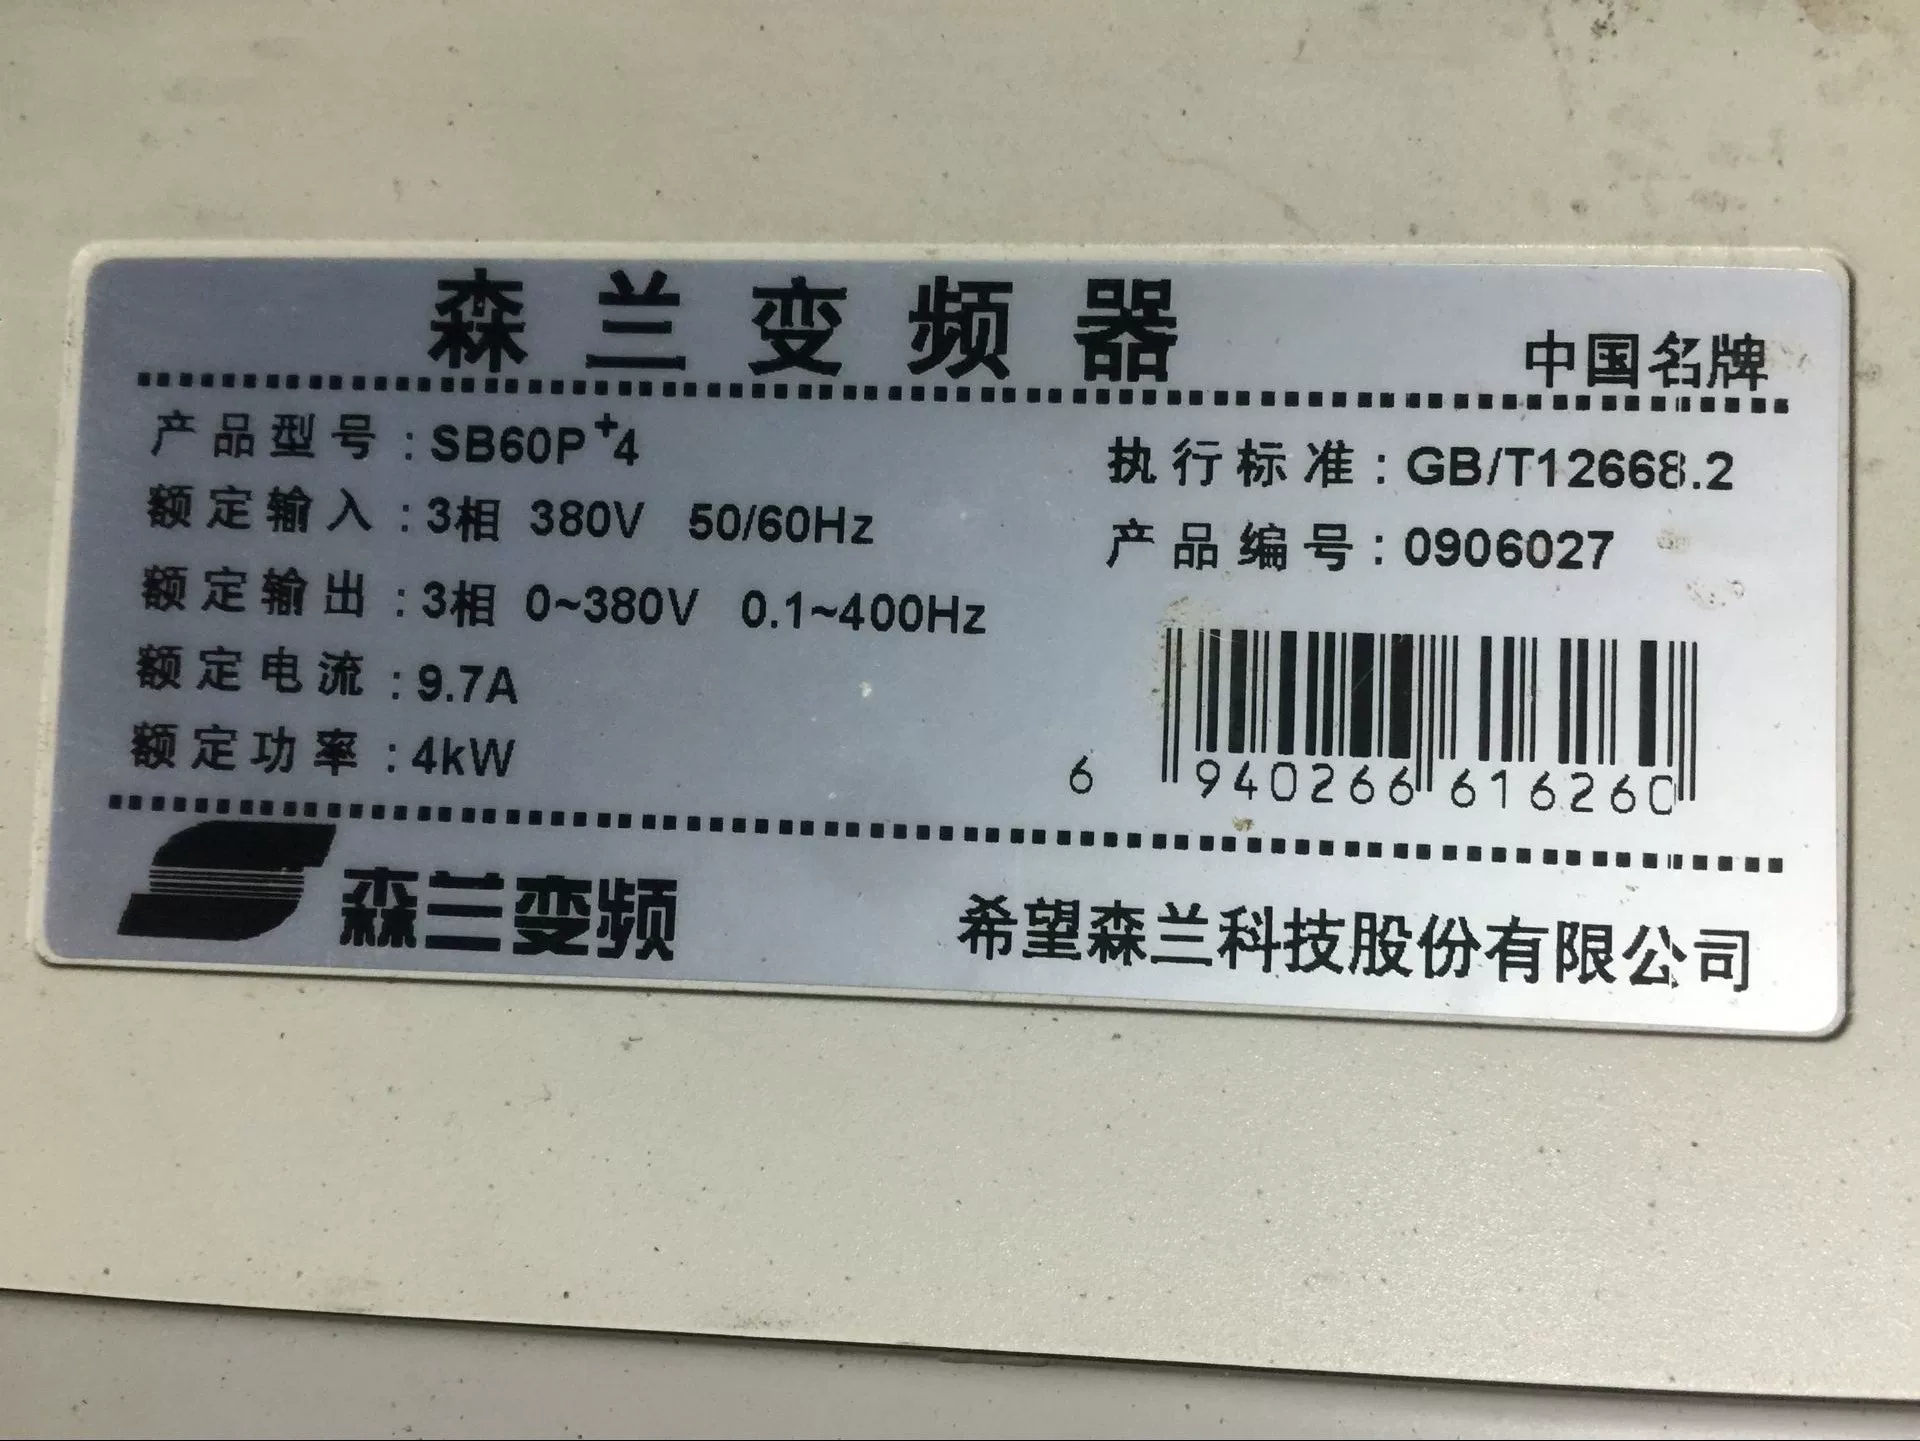 森兰变频器
中国名牌
产品型号:SB60P⁺4
额定输入:3相 380V 50/60Hz
额定输出:3相 0~380V 0.1~400Hz
额定电流:9.7A
额定功率:4kW
执行标准:GB/T12668.2
产品编号:0906027
6 940266 616260
森兰变频
希望森兰科技股份有限公司